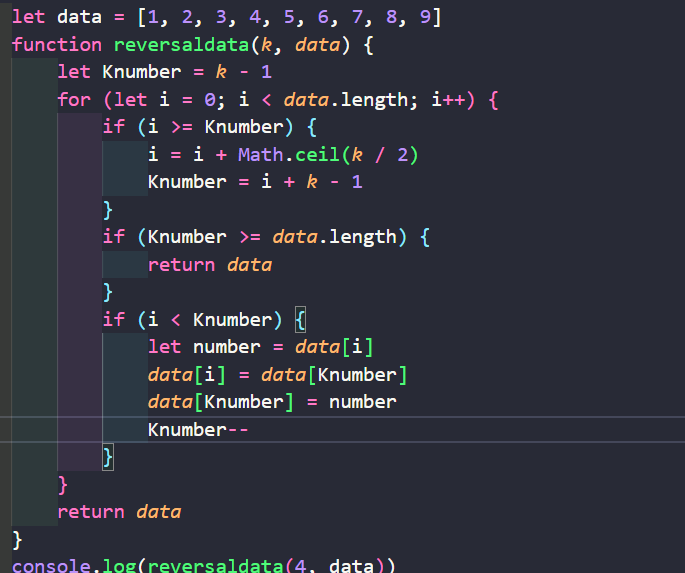 let data = [1, 2, 3, 4, 5, 6, 7, 8, 9]
function reversaldata(k, data) {
let Knumber = k - 1
for (let i = 0; i < data.length; i++) {
if (i >= Knumber) {
i = i + Math.ceil(k / 2)
Knumber = i + k - 1
}
if (Knumber >= data.length) {
return data
}
if (i < Knumber) {
let number = data[i]
data[i] = data[Knumber]
data[Knumber] = number
Knumber--
}
}
return data
}
console.log(reversaldata(4, data))